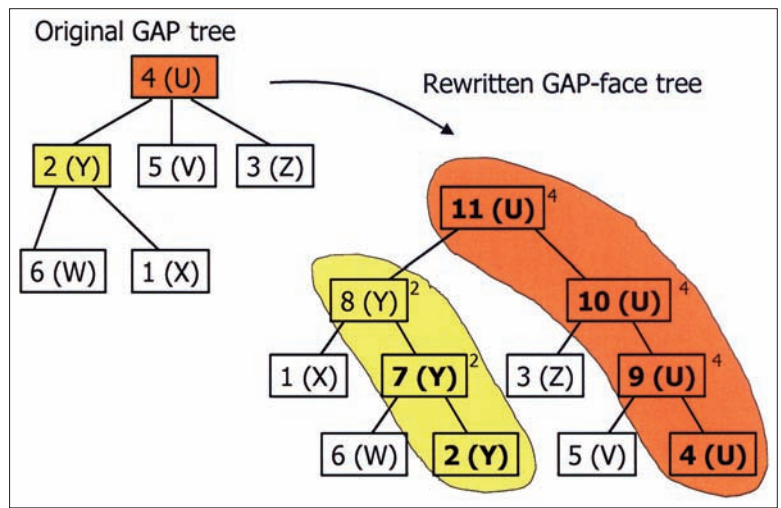 Original GAP tree
4 (U)
Rewritten GAP-face tree
2 (Y)
5 (V)
3 (Z)
11 (U) 4
6 (W)
1 (X)
8 (Y) 2
10 (U) 4
1 (X)
7 (Y) 2
3 (Z)
9 (U) 4
6 (W)
2 (Y)
5 (V)
4 (U)